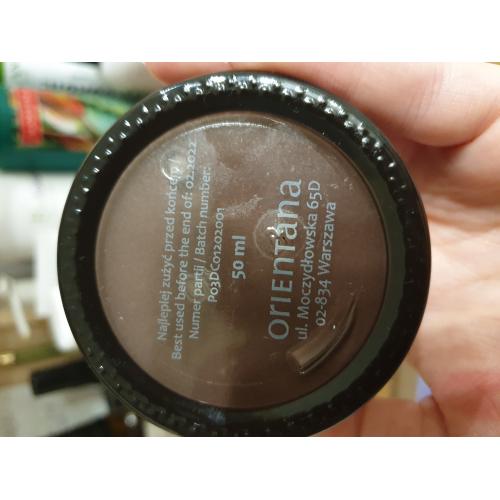 Najlepiej zużyć przed końcem /
Best used before the end of: 02.2022
Numer partii / Batch number:
P03DC01202001
50 ml
ORIENTANA
ul. Moczydłowska 65D
02-834 Warszawa